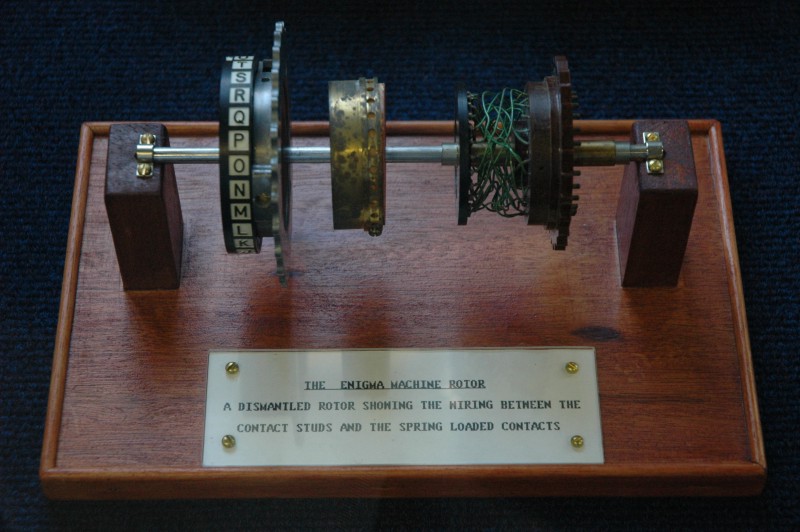 T
S
R
Q
P
O
N
M
L
K
THE ENIGMA MACHINE ROTOR
A DISMANTLED ROTOR SHOWING THE WIRING BETWEEN THE
CONTACT STUDS AND THE SPRING LOADED CONTACTS